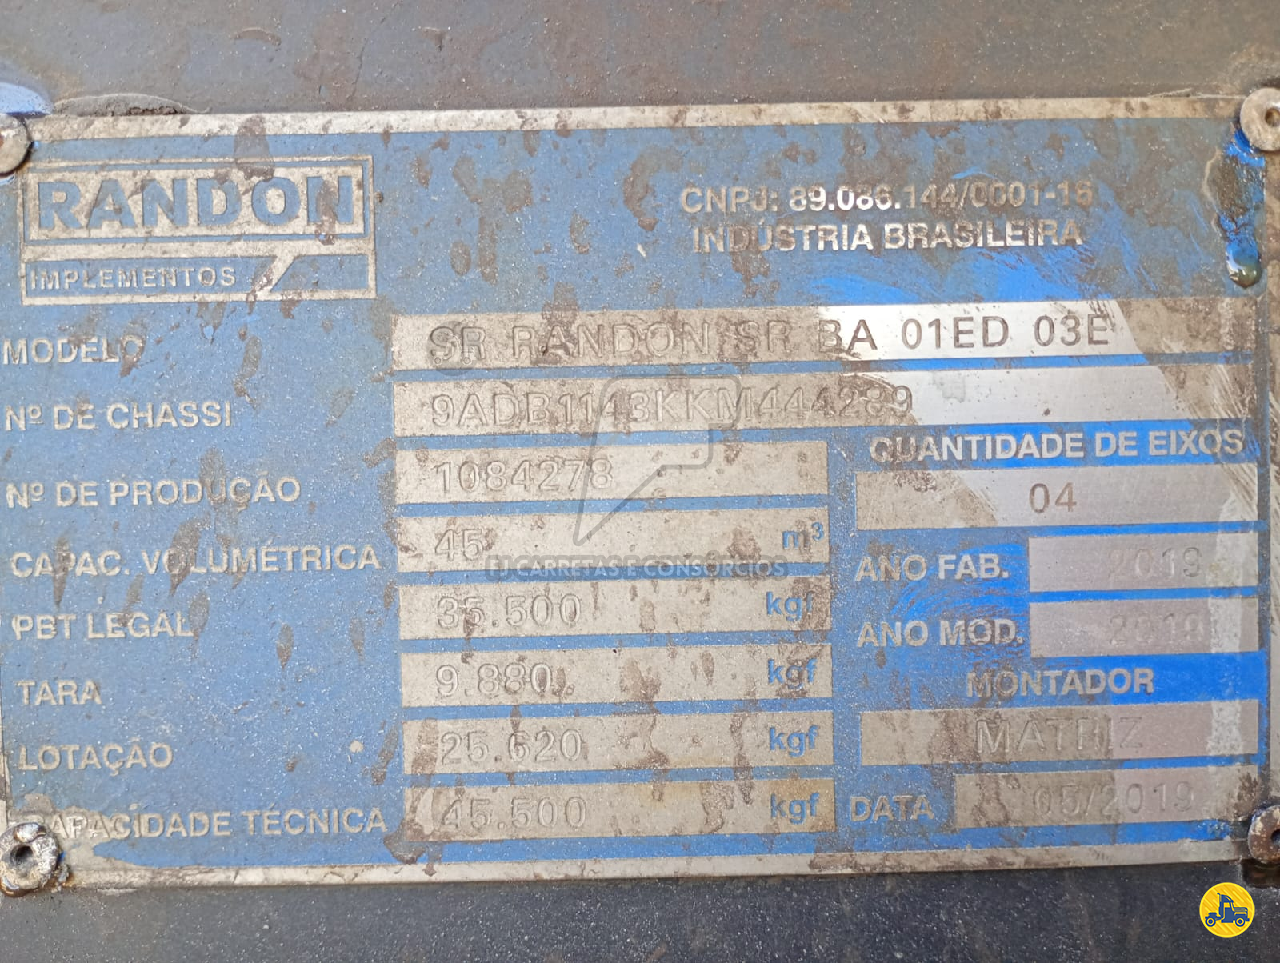 RANDON
IMPLEMENTOS
CNPJ: 89.086.144/0001-16
INDÚSTRIA BRASILEIRA
MODELO SR RANDON SR BA 01ED 03E
Nº DE CHASSI 9ADB1143KKM444289
QUANTIDADE DE EIXOS
Nº DE PRODUÇÃO 1084278
04
CAPAC. VOLUMÉTRICA 45 m³
FJ CARRETAS E CONSÓRCIOS
ANO FAB. 2019
PBT LEGAL 35.500 kgf
ANO MOD. 2019
TARA 9.880 kgf
MONTADOR
LOTAÇÃO 25.620 kgf
MATRIZ
CAPACIDADE TÉCNICA 45.500 kgf
DATA 05/2019